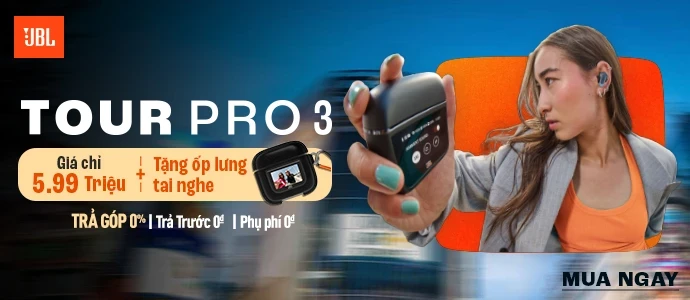 JBL
TOUR PRO 3
Giá chỉ
5.99 Triệu
+
Tặng ốp lưng
tai nghe
TRẢ GÓP 0% | Trả Trước 0đ | Phụ phí 0đ
MUA NGAY